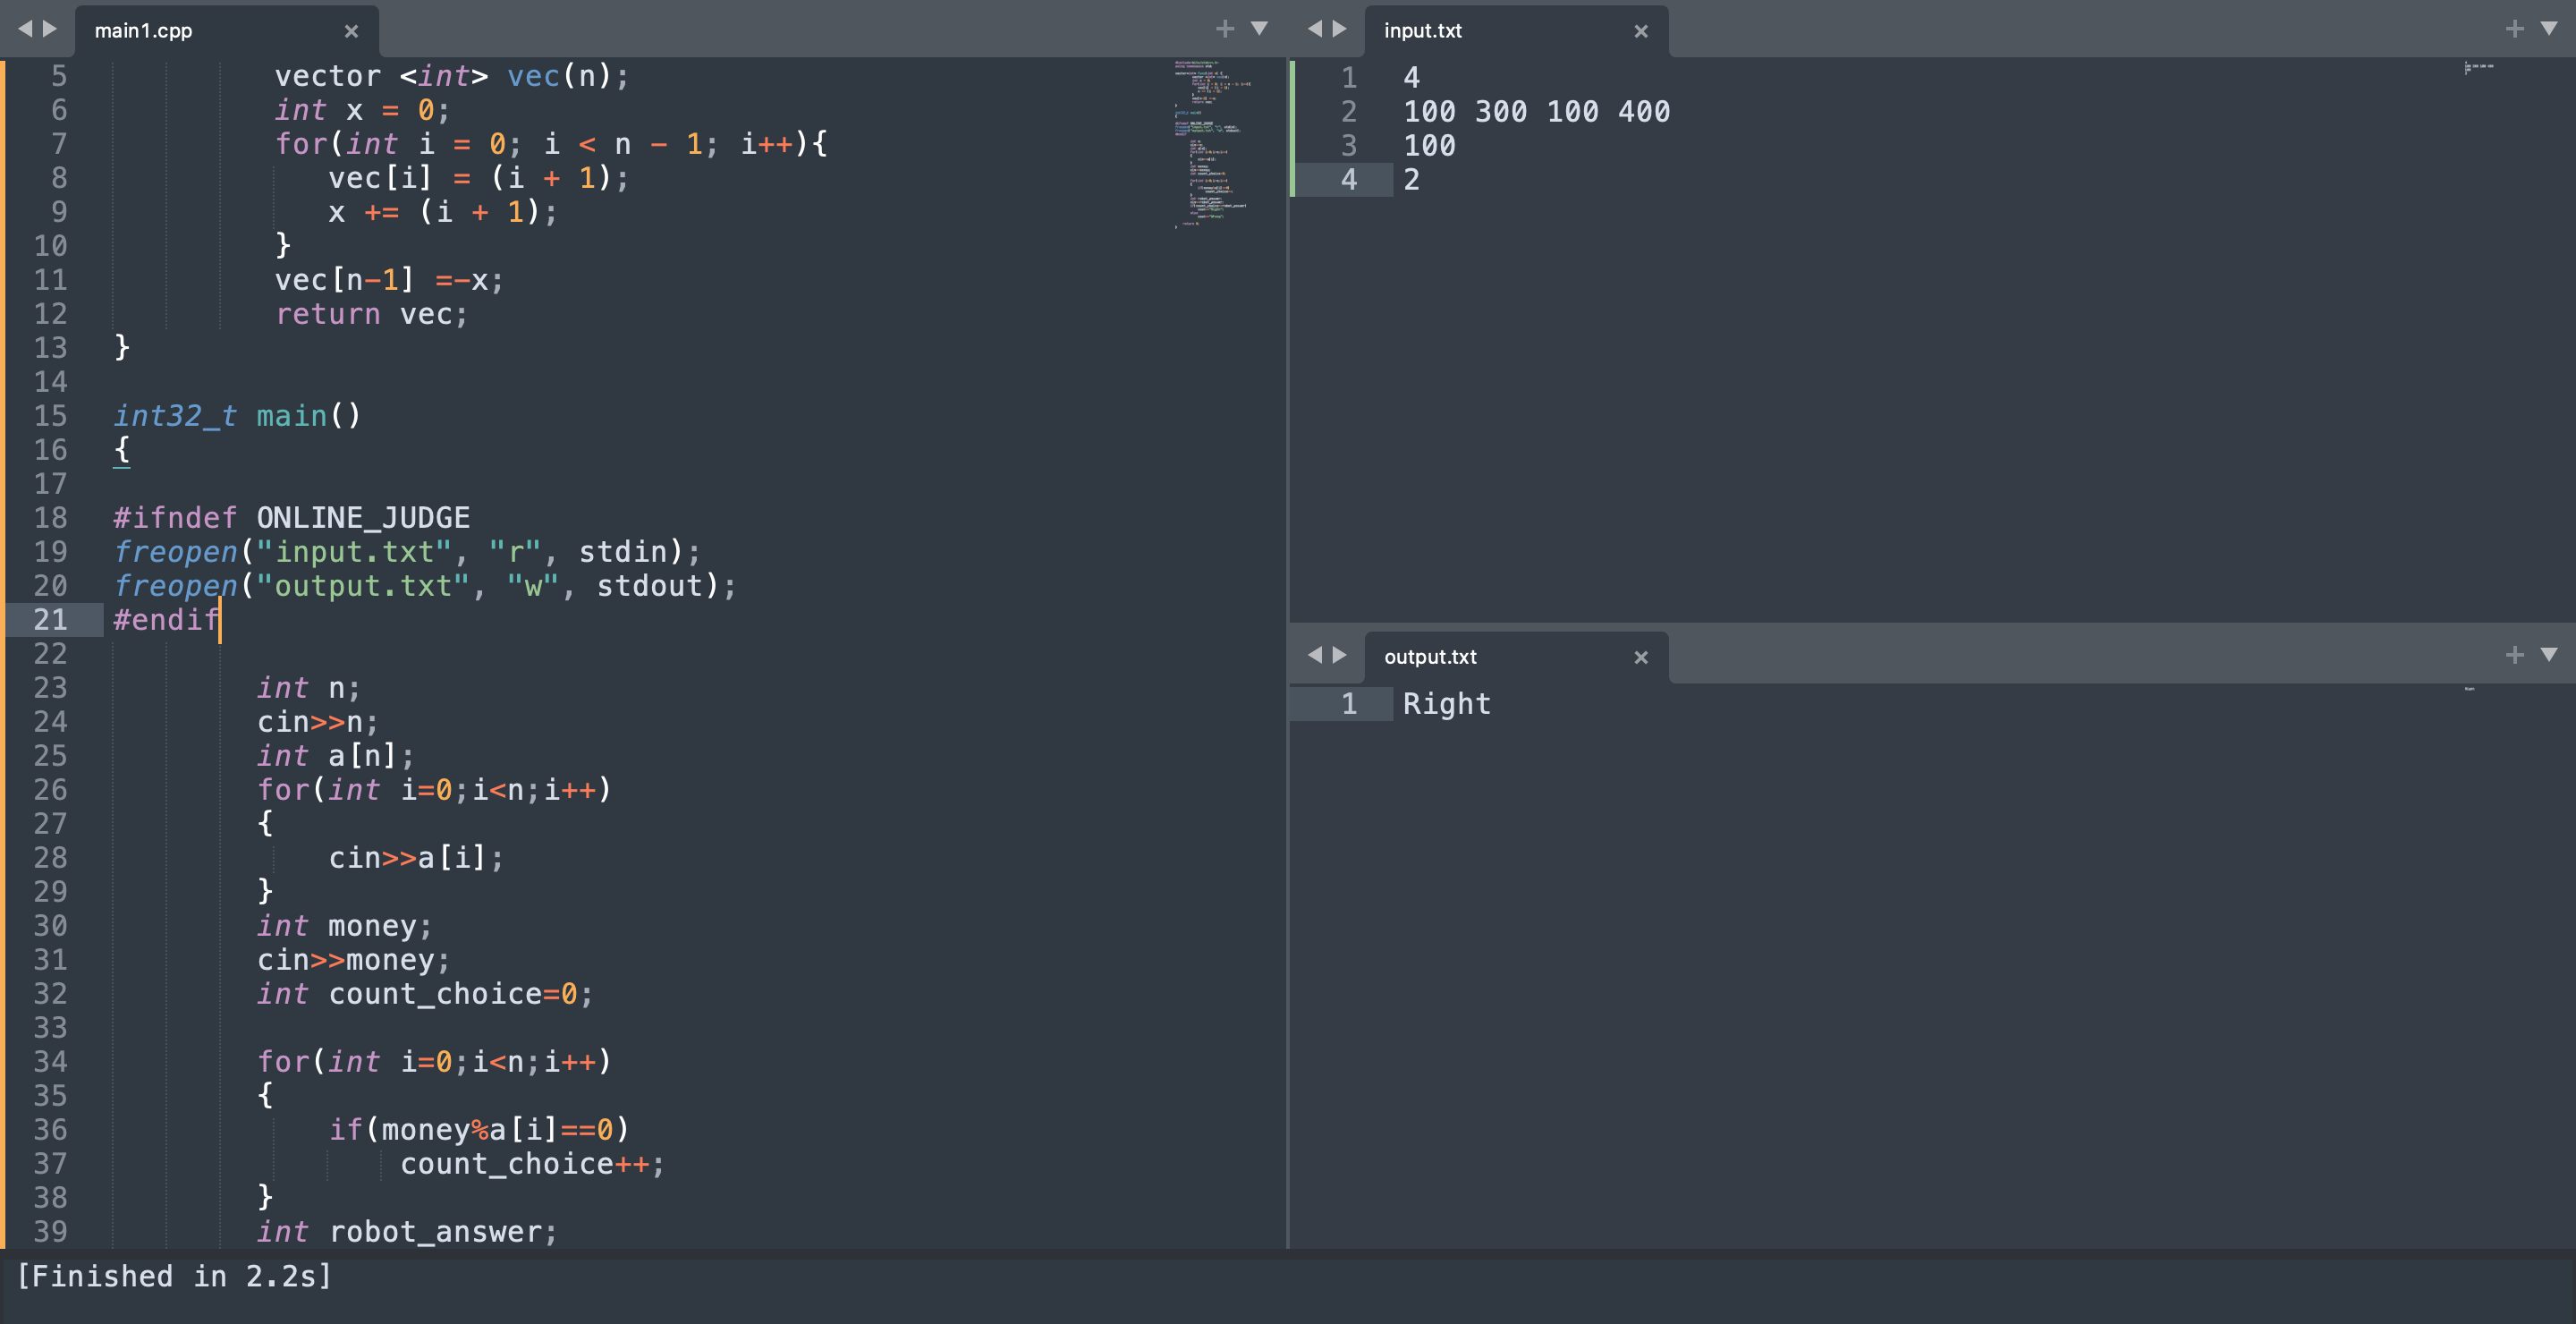 main1.cpp
5 vector <int> vec(n);
6 int x = 0;
7 for(int i = 0; i < n - 1; i++){
8 vec[i] = (i + 1);
9 x += (i + 1);
10 }
11 vec[n-1] =-x;
12 return vec;
13 }
14
15 int32_t main()
16 {
17
18 #ifndef ONLINE_JUDGE
19 freopen("input.txt", "r", stdin);
20 freopen("output.txt", "w", stdout);
21 #endif
22
23 int n;
24 cin>>n;
25 int a[n];
26 for(int i=0;i<n;i++)
27 {
28 cin>>a[i];
29 }
30 int money;
31 cin>>money;
32 int count_choice=0;
33
34 for(int i=0;i<n;i++)
35 {
36 if(money%a[i]==0)
37 count_choice++;
38 }
39 int robot_answer;
input.txt
1 4
2 100 300 100 400
3 100
4 2
output.txt
1 Right
[Finished in 2.2s]